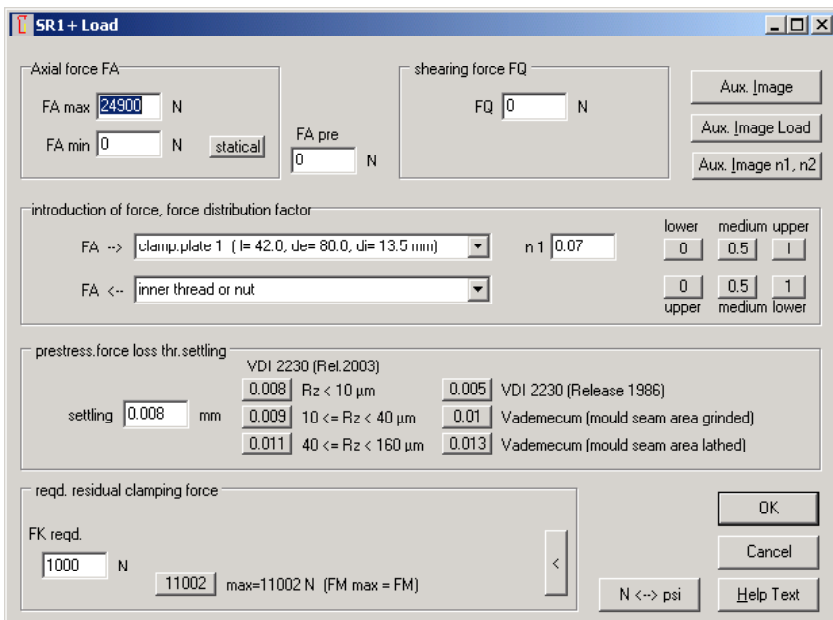 SR1+ Load
Axial force FA
FA max 24900 N
FA min 0 N statical
FA pre
0 N
shearing force FQ
FQ 0 N
Aux. Image
Aux. Image Load
Aux. Image n1, n2
introduction of force, force distribution factor
FA --> clamp.plate 1 ( l= 42.0, de= 80.0, di= 13.5 mm) n 1 0.07
lower medium upper
0 0.5 1
FA <-- inner thread or nut
0 0.5 1
upper medium lower
prestress.force loss thr.settling
VDI 2230 (Rel.2003)
settling 0.008 mm
0.008 Rz < 10 µm 0.005 VDI 2230 (Release 1986)
0.009 10 <= Rz < 40 µm 0.01 Vademecum (mould seam area grinded)
0.011 40 <= Rz < 160 µm 0.013 Vademecum (mould seam area lathed)
reqd. residual clamping force
FK reqd.
1000 N
11002 max=11002 N (FM max = FM)
<
OK
Cancel
N <--> psi Help Text